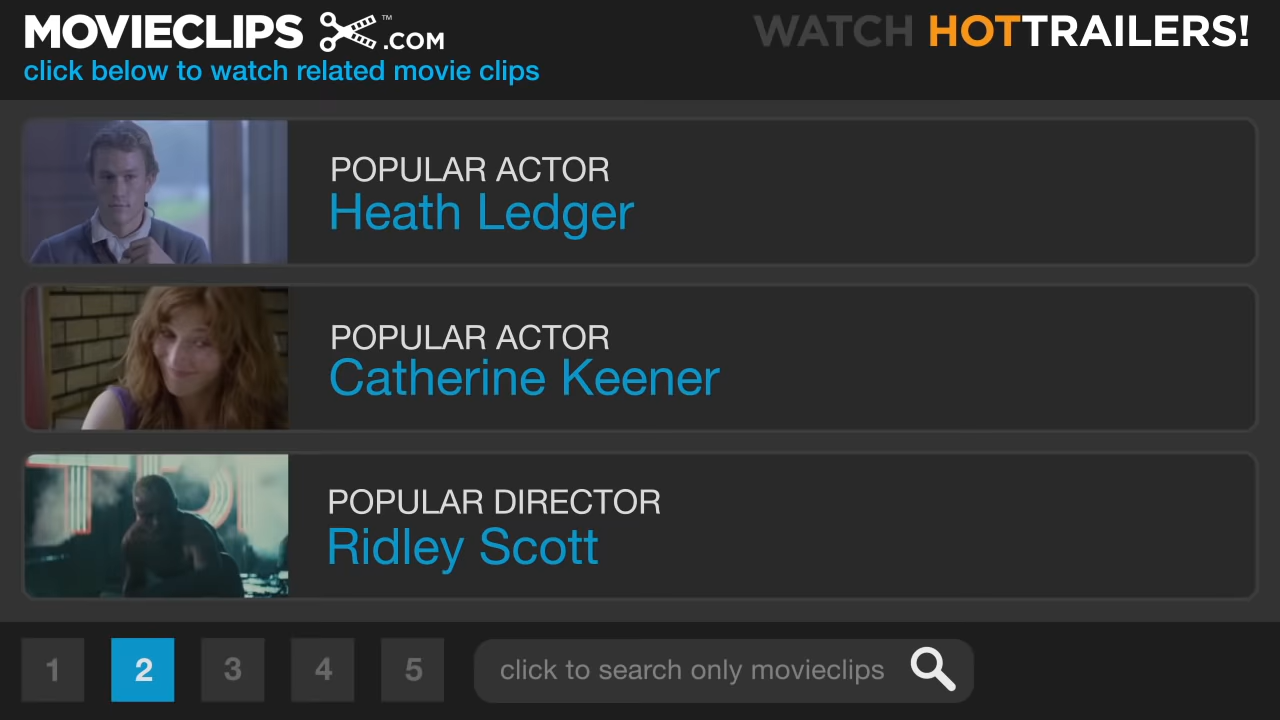 MOVIECLIPS ™ .COM
WATCH HOTTRAILERS!
click below to watch related movie clips
POPULAR ACTOR
Heath Ledger
POPULAR ACTOR
Catherine Keener
POPULAR DIRECTOR
Ridley Scott
1 2 3 4 5
click to search only movieclips